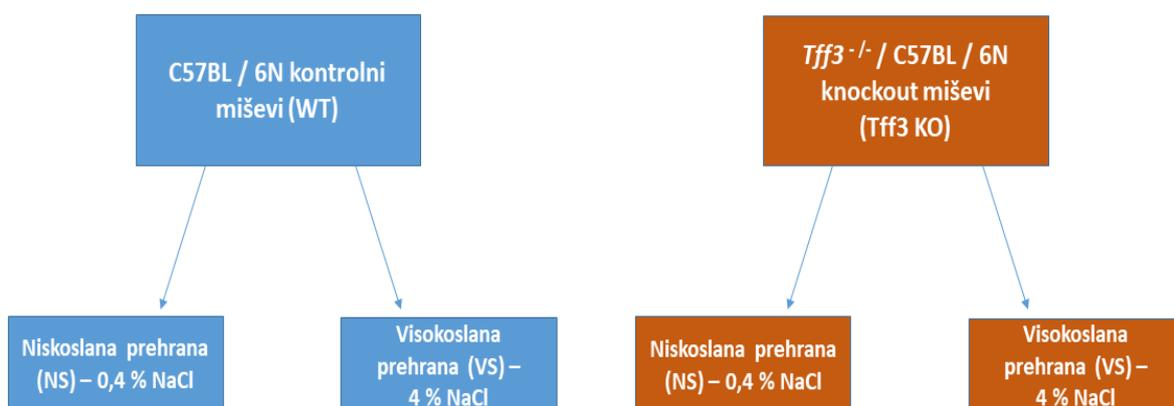 C57BL / 6N kontrolni
miševi (WT)
Tff3 - /- / C57BL / 6N
knockout miševi
(Tff3 KO)
Niskoslana prehrana
(NS) – 0,4 % NaCl
Visokoslana
prehrana (VS) –
4 % NaCl
Niskoslana prehrana
(NS) – 0,4 % NaCl
Visokoslana
prehrana (VS) –
4 % NaCl